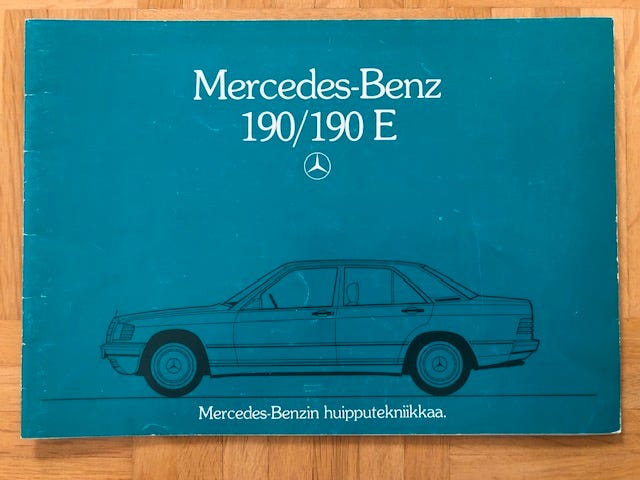 Mercedes-Benz
190/190 E
Mercedes-Benzin huipputekniikkaa.